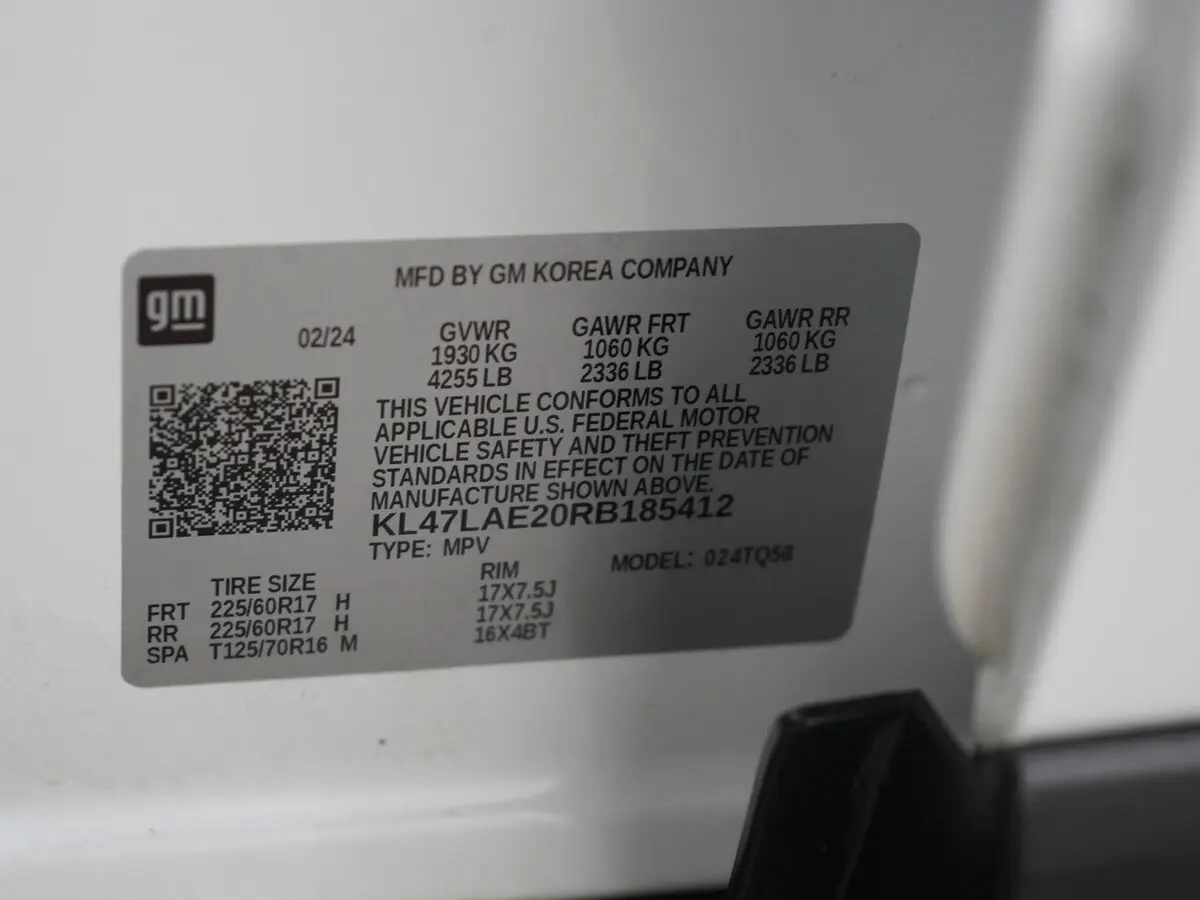 MFD BY GM KOREA COMPANY
gm
02/24
GVWR GAWR FRT GAWR RR
1930 KG 1060 KG 1060 KG
4255 LB 2336 LB 2336 LB
THIS VEHICLE CONFORMS TO ALL
APPLICABLE U.S. FEDERAL MOTOR
VEHICLE SAFETY AND THEFT PREVENTION
STANDARDS IN EFFECT ON THE DATE OF
MANUFACTURE SHOWN ABOVE.
KL47LAE20RB185412
TYPE: MPV MODEL: 024TQ58
TIRE SIZE RIM
FRT 225/60R17 H 17X7.5J
RR 225/60R17 H 17X7.5J
SPA T125/70R16 M 16X4BT